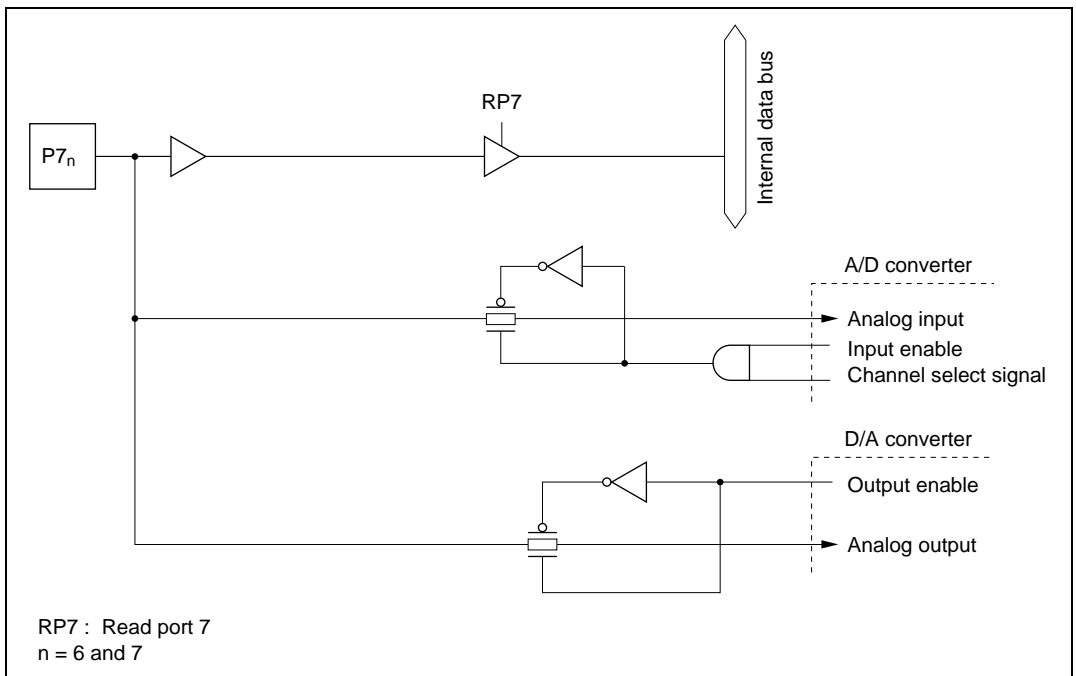 RP7
P7n
Internal data bus
A/D converter
Analog input
Input enable
Channel select signal
D/A converter
Output enable
Analog output
RP7 : Read port 7
n = 6 and 7